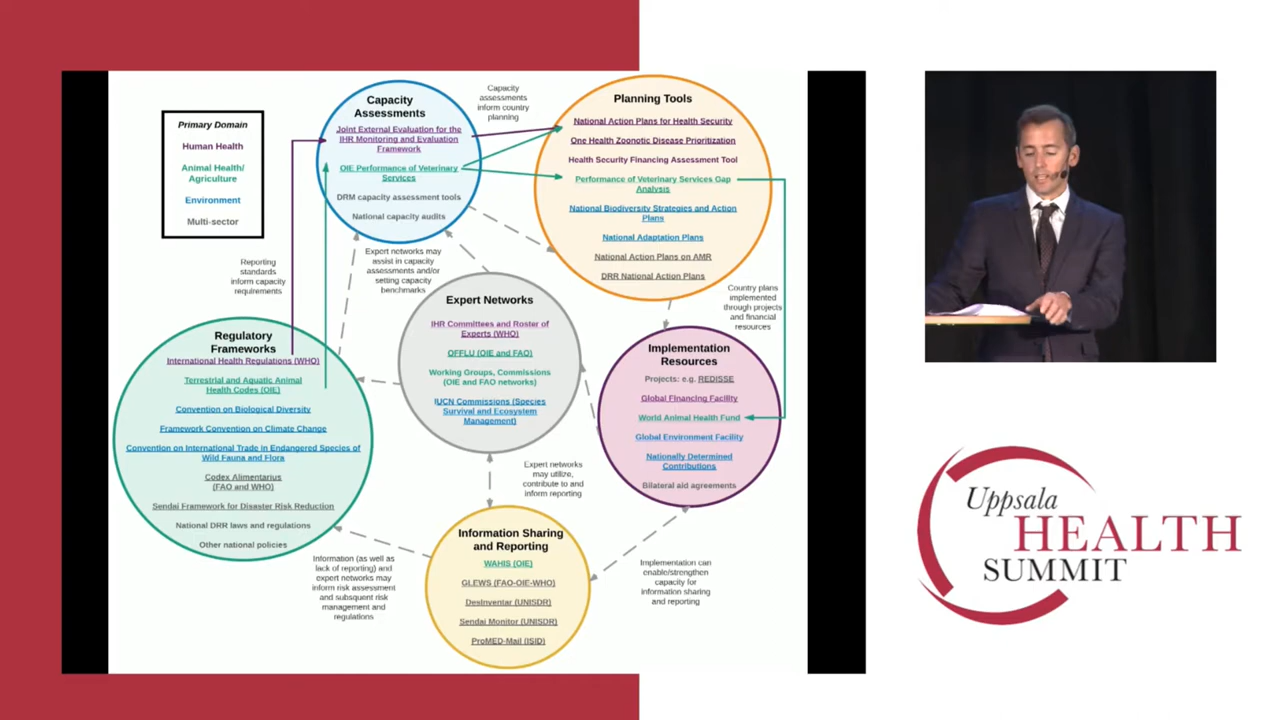 Primary Domain
Human Health
Animal Health/
Agriculture
Environment
Multi-sector
Capacity
Assessments
Joint External Evaluation for the
IHR Monitoring and Evaluation
Framework
OIE Performance of Veterinary
Services
DRM capacity assessment tools
National capacity audits
Capacity
assessments
inform country
planning
Planning Tools
National Action Plans for Health Security
One Health Zoonotic Disease Prioritization
Health Security Financing Assessment Tool
Performance of Veterinary Services Gap
Analysis
National Biodiversity Strategies and Action
Plans
National Adaptation Plans
National Action Plans on AMR
DRR National Action Plans
Reporting
standards
inform capacity
requirements
Expert networks may
assist in capacity
assessments and/or
setting capacity
benchmarks
Country plans
implemented
through projects
and financial
resources
Regulatory
Frameworks
International Health Regulations (WHO)
Terrestrial and Aquatic Animal
Health Codes (OIE)
Convention on Biological Diversity
Framework Convention on Climate Change
Convention on International Trade in Endangered Species of
Wild Fauna and Flora
Codex Alimentarius
(FAO and WHO)
Sendai Framework for Disaster Risk Reduction
National DRR laws and regulations
Other national policies
Expert Networks
IHR Committees and Roster of
Experts (WHO)
OFFLU (OIE and FAO)
Working Groups, Commissions
(OIE and FAO networks)
IUCN Commissions (Species
Survival and Ecosystem
Management)
Implementation
Resources
Projects: e.g. REDISSE
Global Financing Facility
World Animal Health Fund
Global Environment Facility
Nationally Determined
Contributions
Bilateral aid agreements
Expert networks
may utilize,
contribute to and
inform reporting
Information Sharing
and Reporting
WAHIS (OIE)
GLEWS (FAO-OIE-WHO)
DesInventar (UNISDR)
Sendai Monitor (UNISDR)
ProMED-Mail (ISID)
Information (as well as
lack of reporting) and
expert networks may
inform risk assessment
and subsquent risk
management and
regulations
Implementation can
enable/strengthen
capacity for
information sharing
and reporting
Uppsala
HEALTH
SUMMIT